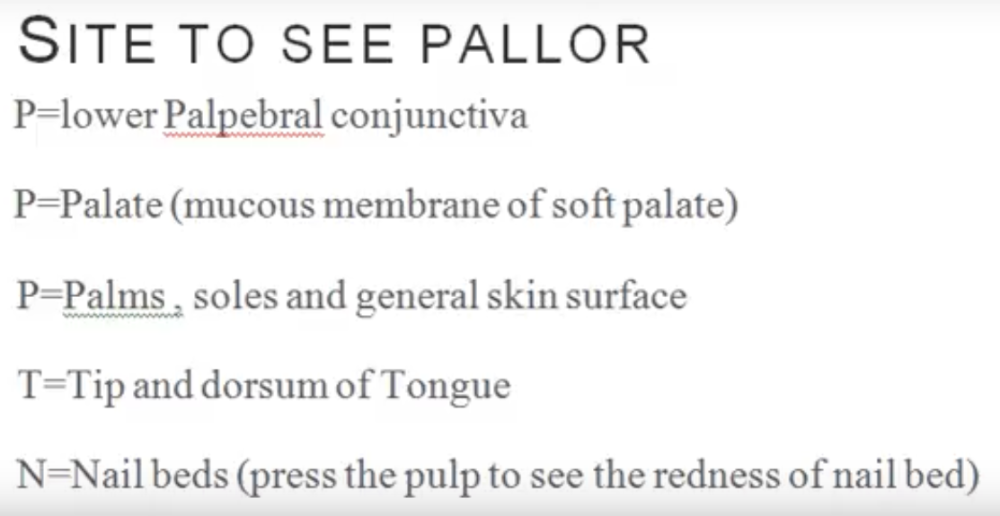 SITE TO SEE PALLOR
P=lower Palpebral conjunctiva
P=Palate (mucous membrane of soft palate)
P=Palms , soles and general skin surface
T=Tip and dorsum of Tongue
N=Nail beds (press the pulp to see the redness of nail bed)